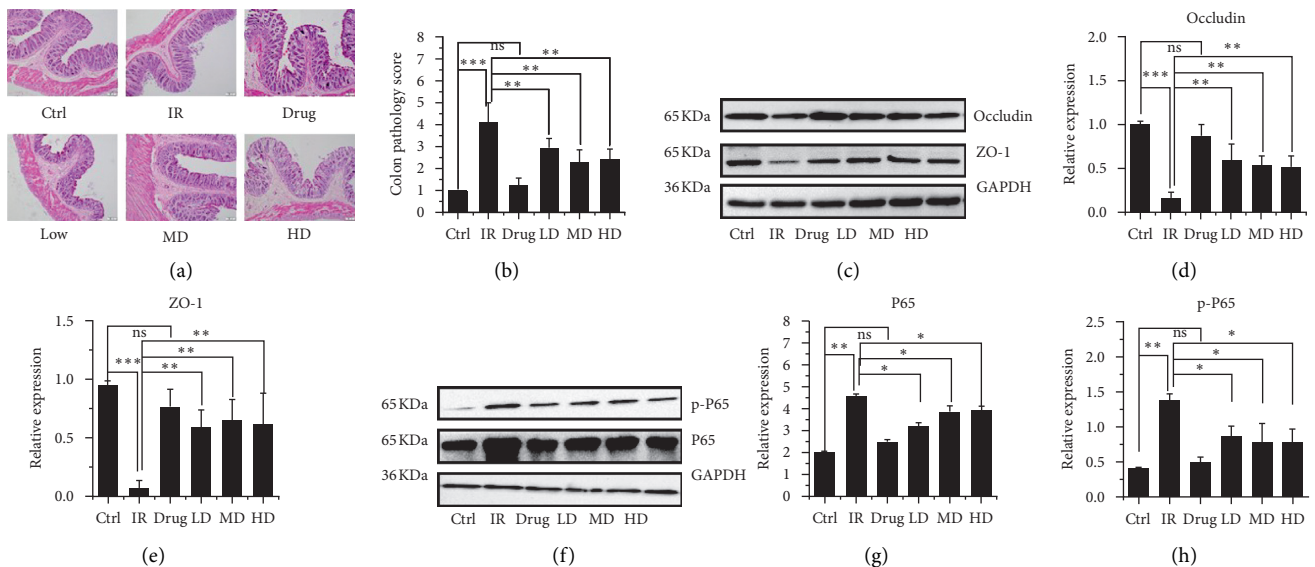 Ctrl IR Drug
Low MD HD
(a)
Colon pathology score
8
7
6
5
4
3
2
1
0
ns
***
**
**
**
Ctrl IR Drug LD MD HD
(b)
65 KDa Occludin
65 KDa ZO-1
36 KDa GAPDH
Ctrl IR Drug LD MD HD
(c)
Occludin
Relative expression
2.0
1.5
1.0
0.5
0.0
ns
***
**
**
**
Ctrl IR Drug LD MD HD
(d)
ZO-1
Relative expression
1.5
1.0
0.5
0.0
ns
***
**
**
**
Ctrl IR Drug LD MD HD
(e)
65 KDa p-P65
65 KDa P65
36 KDa GAPDH
Ctrl IR Drug LD MD HD
(f)
P65
Relative expression
8
7
6
5
4
3
2
1
0
ns
**
*
*
*
Ctrl IR Drug LD MD HD
(g)
p-P65
Relative expression
2.5
2.0
1.5
1.0
0.5
0.0
ns
**
*
*
*
Ctrl IR Drug LD MD HD
(h)